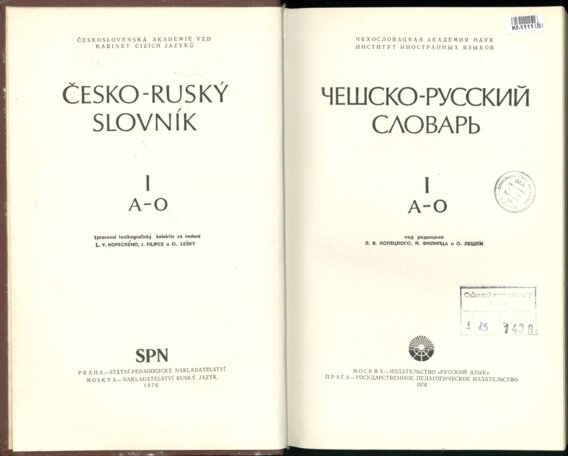 ČESKOSLOVENSKÁ AKADEMIE VĚD
KABINET CIZÍCH JAZYKŮ
ČESKO-RUSKÝ
SLOVNÍK
I
A-O
Zpracoval lexikografický kolektiv za vedení
L. V. KOPECKÉHO, J. FILIPCE a O. LEŠKY
SPN
PRAHA—STÁTNÍ PEDAGOGICKÉ NAKLADATELSTVÍ
MOSKVA—NAKLADATELSTVÍ RUSKÝ JAZYK
1976
ЧЕХОСЛОВАЦКАЯ АКАДЕМИЯ НАУК
ИНСТИТУТ ИНОСТРАННЫХ ЯЗЫКОВ
Kf-1111
ЧЕШСКО-РУССКИЙ
СЛОВАРЬ
I
А-О
под редакцией
Л. В. КОПЕЦКОГО, Й. ФИЛИПЦА и О. ЛЕШКИ
МОСКВА—ИЗДАТЕЛЬСТВО «РУССКИЙ ЯЗЫК»
ПРАГА—ГОСУДАРСТВЕННОЕ ПЕДАГОГИЧЕСКОЕ ИЗДАТЕЛЬСТВО
1976